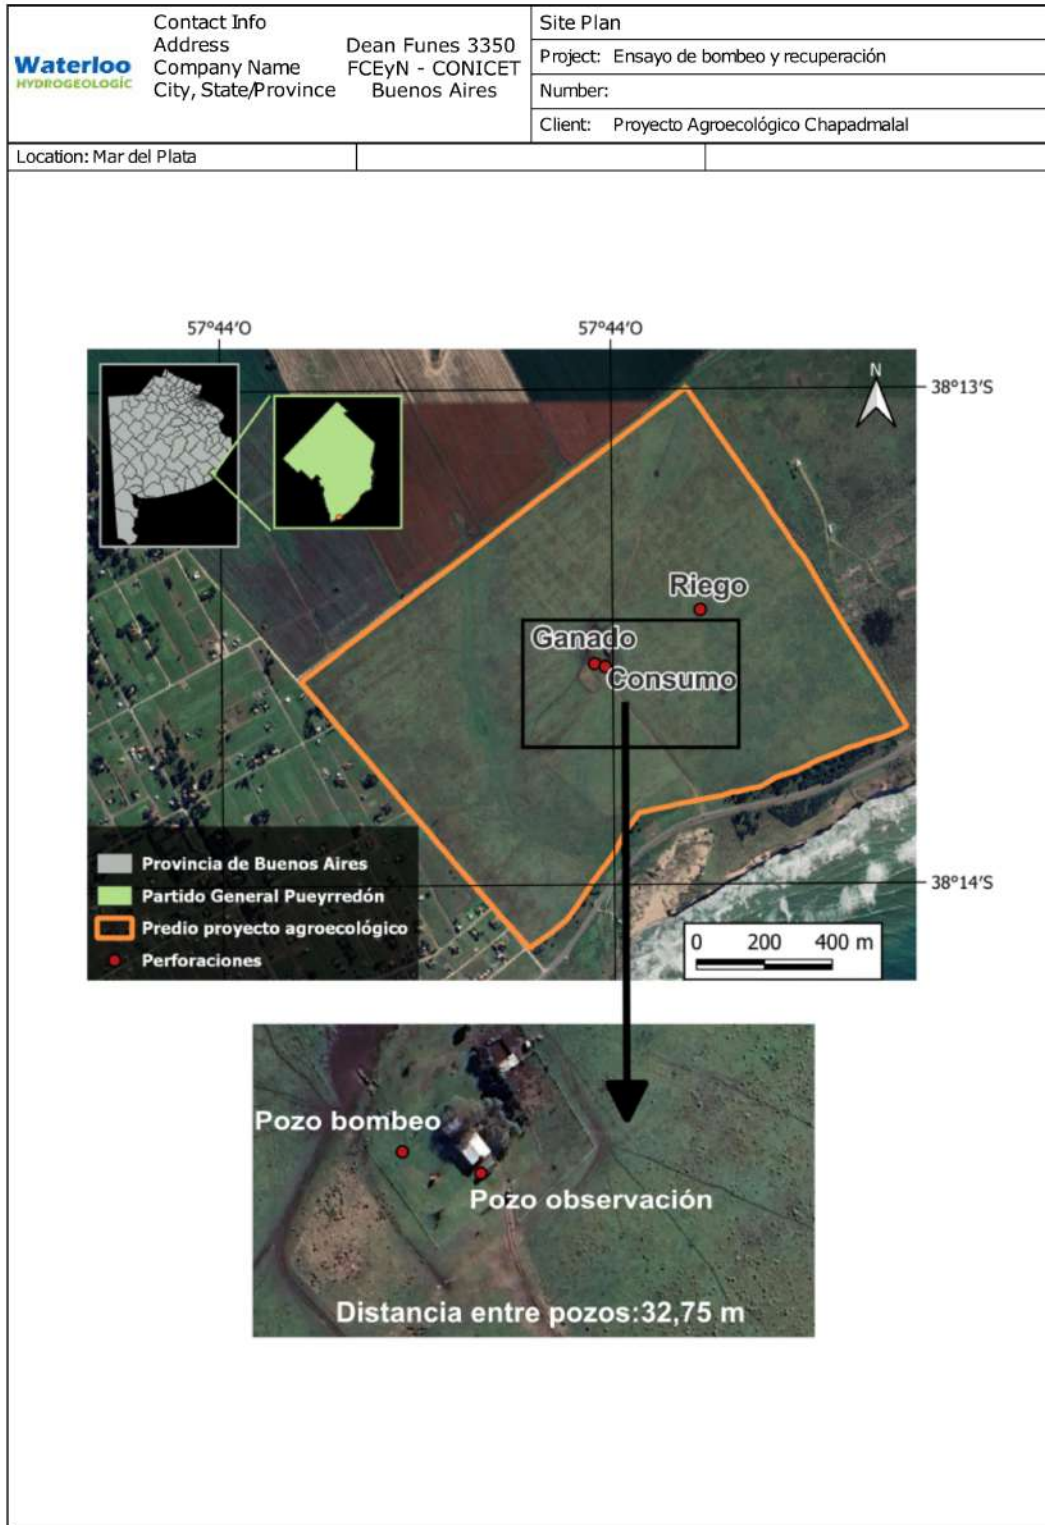 Waterloo
HYDROGEOLOGIC
Contact Info
Address Dean Funes 3350
Company Name FCEyN - CONICET
City, State/Province Buenos Aires
Site Plan
Project: Ensayo de bombeo y recuperación
Number:
Client: Proyecto Agroecológico Chapadmalal
Location: Mar del Plata
57°44'O 57°44'O
N
38°13'S
Riego
Ganado
Consumo
Provincia de Buenos Aires
Partido General Pueyrredón
Predio proyecto agroecológico
Perforaciones
38°14'S
0 200 400 m
Pozo bombeo
Pozo observación
Distancia entre pozos:32,75 m